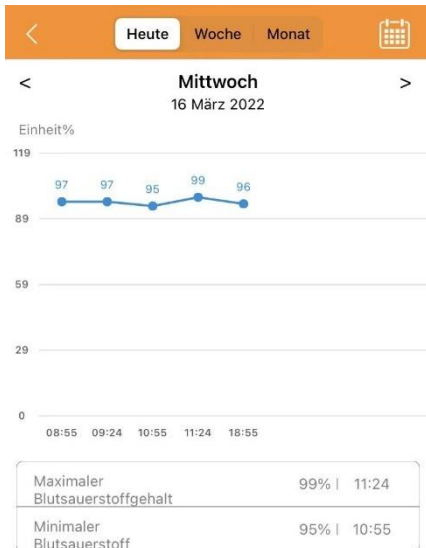 Heute Woche Monat
< Mittwoch >
16 März 2022
Einheit%
119
97 97 95 99 96
89
59
29
0
08:55 09:24 10:55 11:24 18:55
Maximaler
Blutsauerstoffgehalt
99% | 11:24
Minimaler
Blutsauerstoff
95% | 10:55